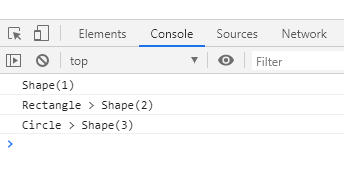 Elements Console Sources Network
top Filter
Shape(1)
Rectangle > Shape(2)
Circle > Shape(3)
>